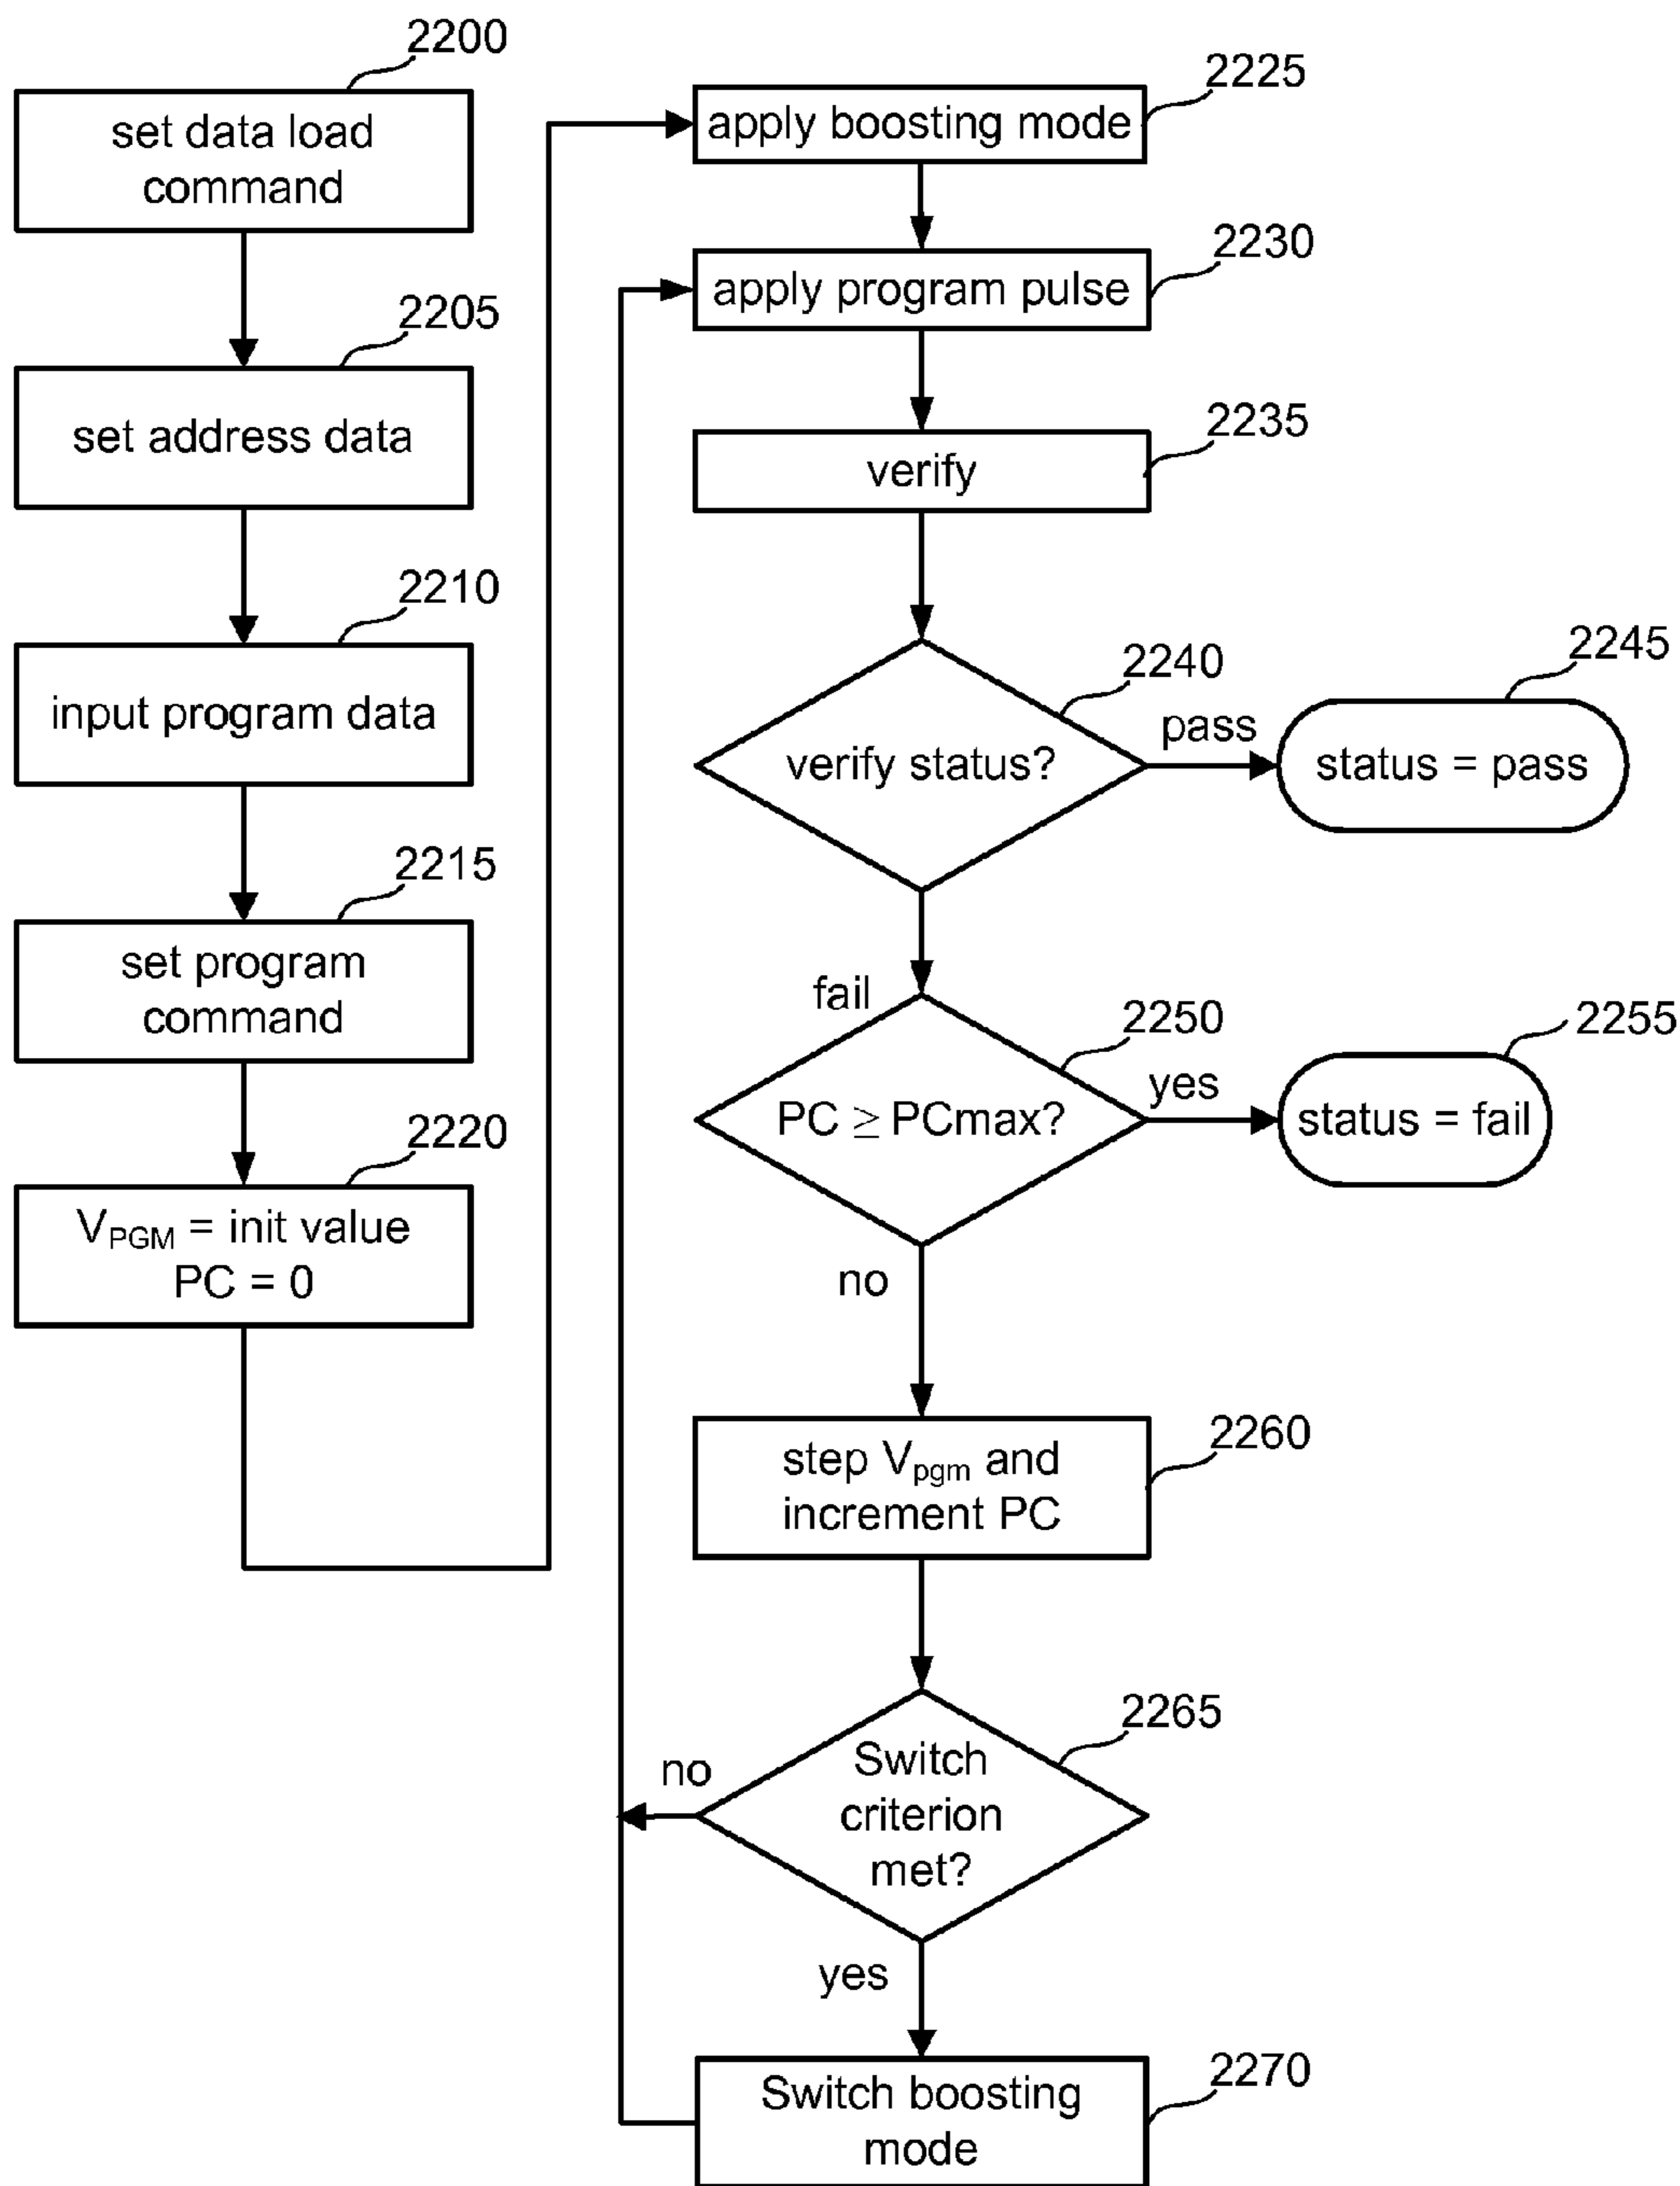 2200
set data load
command
2205
set address data
2210
input program data
2215
set program
command
2220
V_PGM = init value
PC = 0
2225
apply boosting mode
2230
apply program pulse
2235
verify
2240
verify status?
pass
2245
status = pass
fail
2250
PC ≥ PCmax?
yes
2255
status = fail
no
2260
step V_pgm and
increment PC
2265
Switch
criterion
met?
no
yes
2270
Switch boosting
mode